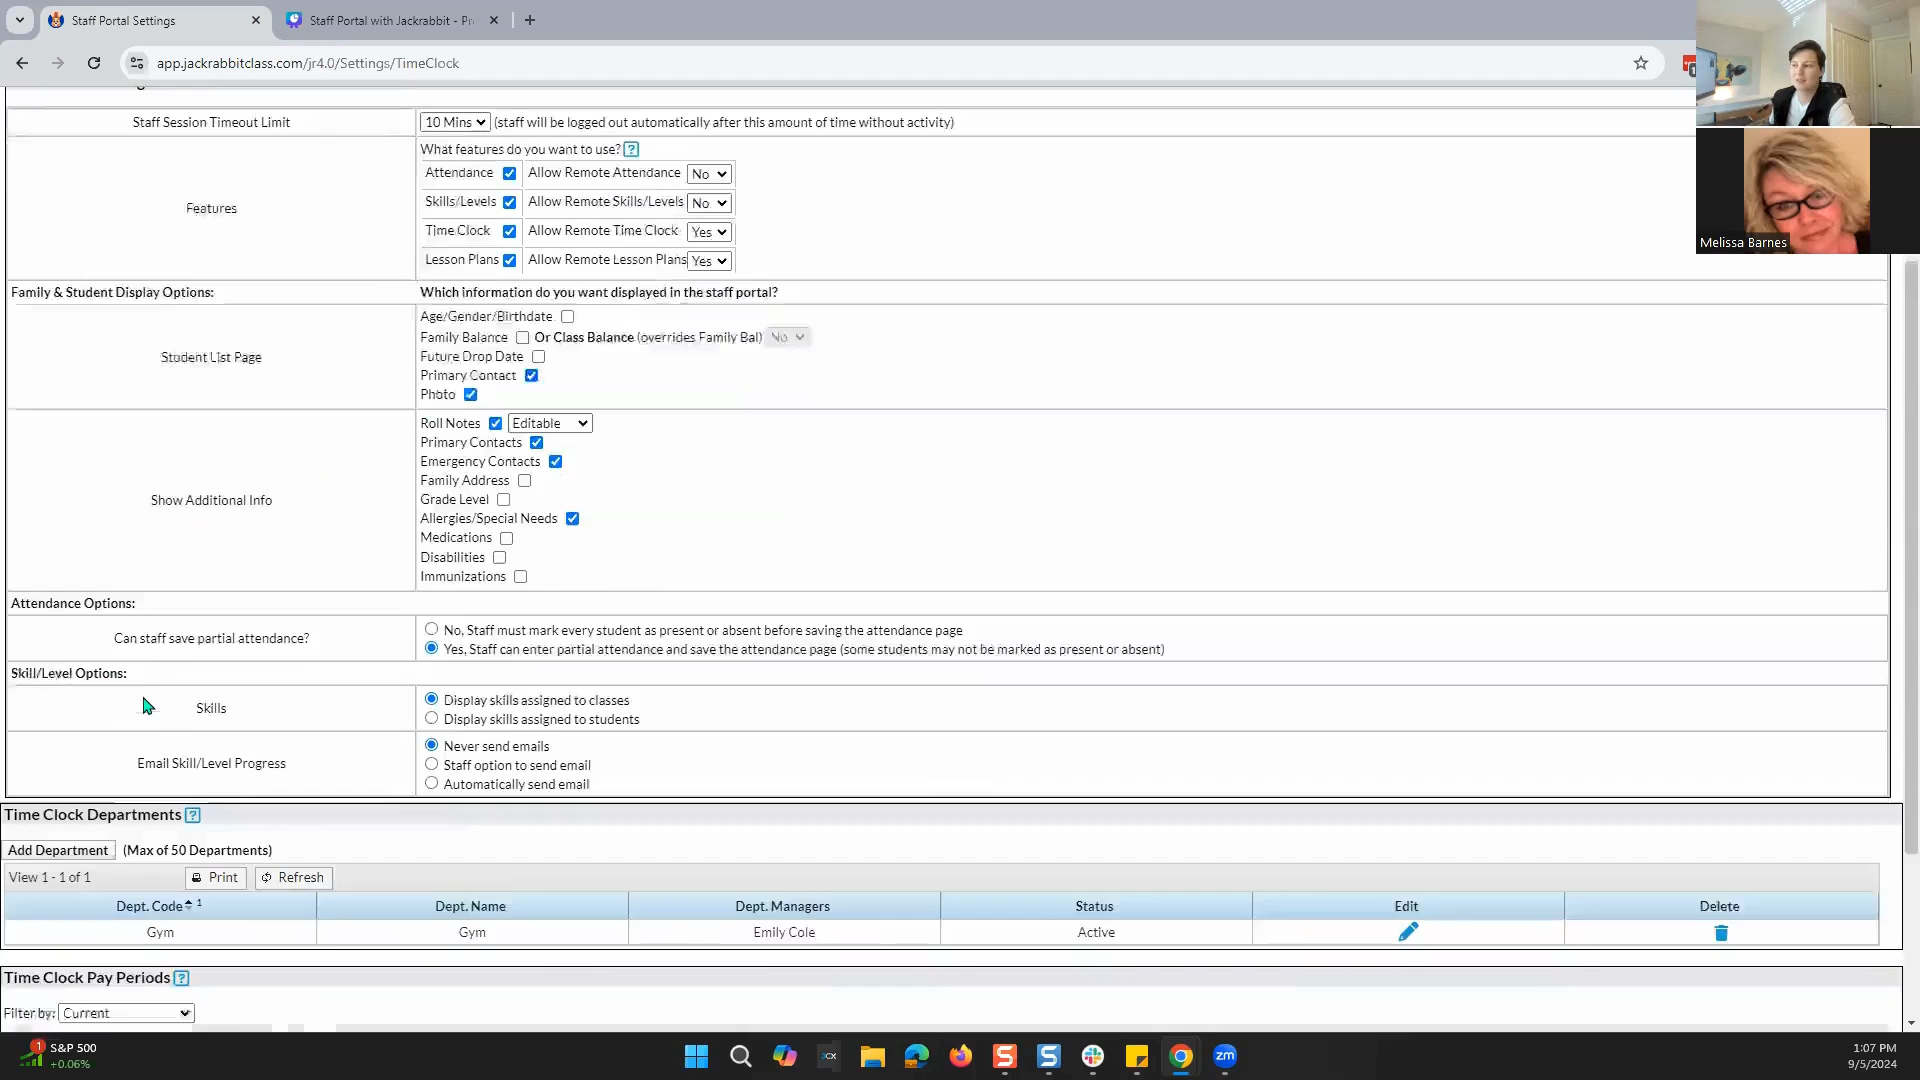 Staff Portal Settings
Staff Portal with Jackrabbit - Pr
app.jackrabbitclass.com/jr4.0/Settings/TimeClock
Staff Session Timeout Limit
10 Mins (staff will be logged out automatically after this amount of time without activity)
Features
What features do you want to use? ?
Attendance Allow Remote Attendance No
Skills/Levels Allow Remote Skills/Levels No
Time Clock Allow Remote Time Clock Yes
Lesson Plans Allow Remote Lesson Plans Yes
Melissa Barnes
Family & Student Display Options: Which information do you want displayed in the staff portal?
Student List Page
Age/Gender/Birthdate
Family Balance Or Class Balance (overrides Family Bal) No
Future Drop Date
Primary Contact
Photo
Show Additional Info
Roll Notes Editable
Primary Contacts
Emergency Contacts
Family Address
Grade Level
Allergies/Special Needs
Medications
Disabilities
Immunizations
Attendance Options:
Can staff save partial attendance?
No, Staff must mark every student as present or absent before saving the attendance page
Yes, Staff can enter partial attendance and save the attendance page (some students may not be marked as present or absent)
Skill/Level Options:
Skills
Display skills assigned to classes
Display skills assigned to students
Email Skill/Level Progress
Never send emails
Staff option to send email
Automatically send email
Time Clock Departments ?
Add Department (Max of 50 Departments)
View 1 - 1 of 1 Print Refresh
Dept. Code 1 Dept. Name Dept. Managers Status Edit Delete
Gym Gym Emily Cole Active
Time Clock Pay Periods ?
Filter by: Current
1 S&P 500
+0.06%
zm
1:07 PM
9/5/2024